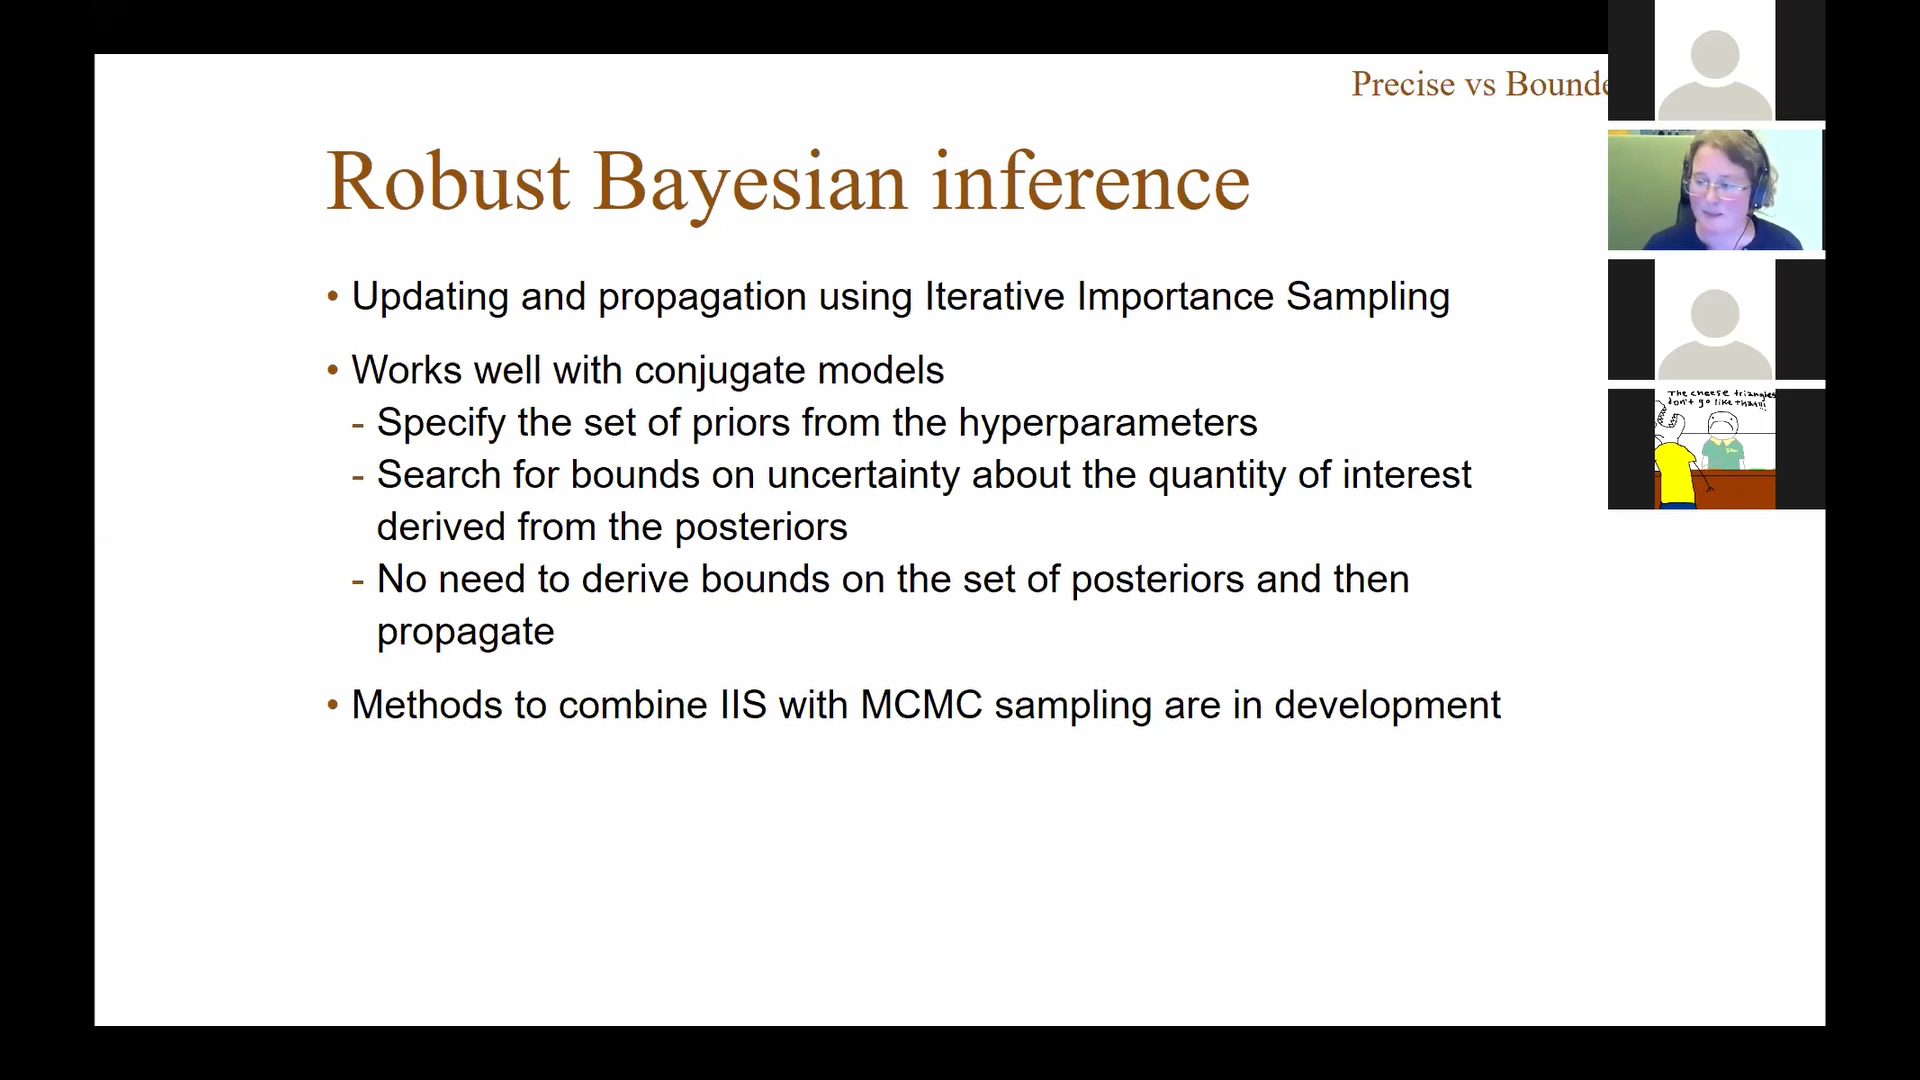 Precise vs Bounde
Robust Bayesian inference
• Updating and propagation using Iterative Importance Sampling
• Works well with conjugate models
- Specify the set of priors from the hyperparameters
- Search for bounds on uncertainty about the quantity of interest
derived from the posteriors
- No need to derive bounds on the set of posteriors and then
propagate
• Methods to combine IIS with MCMC sampling are in development
The cheese triangles
don't go like that!!!